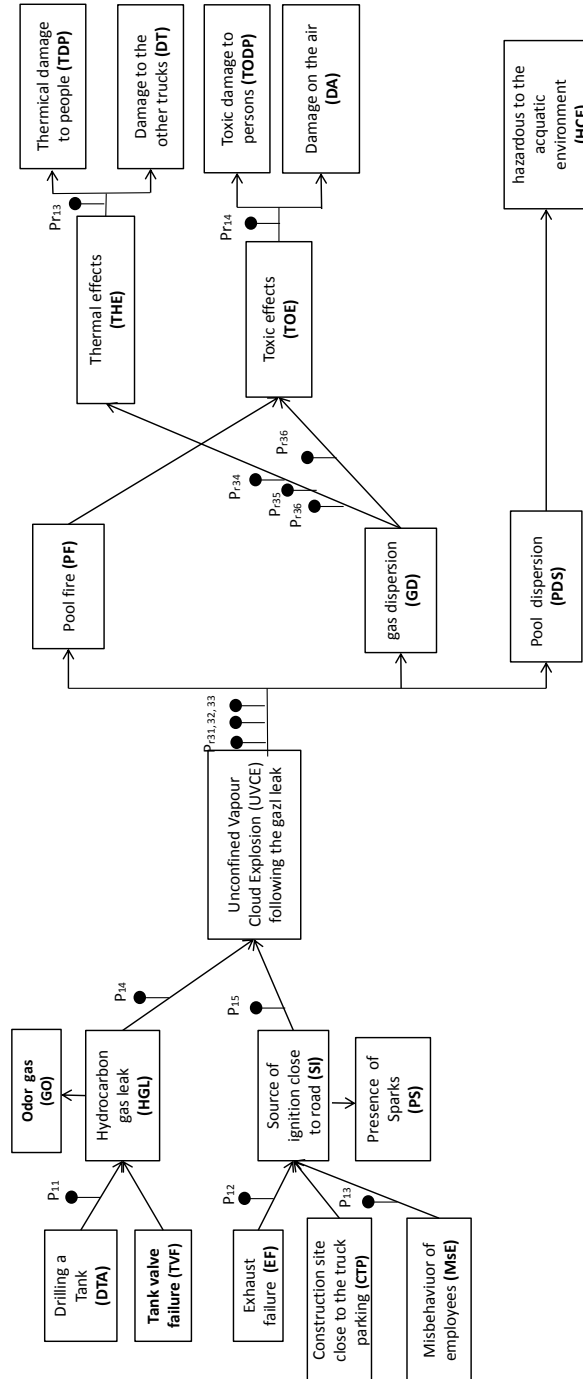 Drilling a
Tank
(DTA)
Tank valve
failure (TVF)
Exhaust
failure (EF)
Construction site
close to the truck
parking (CTP)
Misbehaviuor of
employees (MsE)
P11
P12
P13
Odor gas
(GO)
Hydrocarbon
gas leak
(HGL)
Source of
ignition close
to road (SI)
Presence of
Sparks
(PS)
P14
P15
Unconfined Vapour
Cloud Explosion (UVCE)
following the gazl leak
Pr31, 32, 33
Pool fire (PF)
gas dispersion
(GD)
Pool dispersion
(PDS)
Pr34
Pr35
Pr36
Pr36
Thermal effects
(THE)
Toxic effects
(TOE)
Pr13
Pr14
Thermical damage
to people (TDP)
Damage to the
other trucks (DT)
Toxic damage to
persons (TODP)
Damage on the air
(DA)
hazardous to the
acquatic
environment
(HCE)